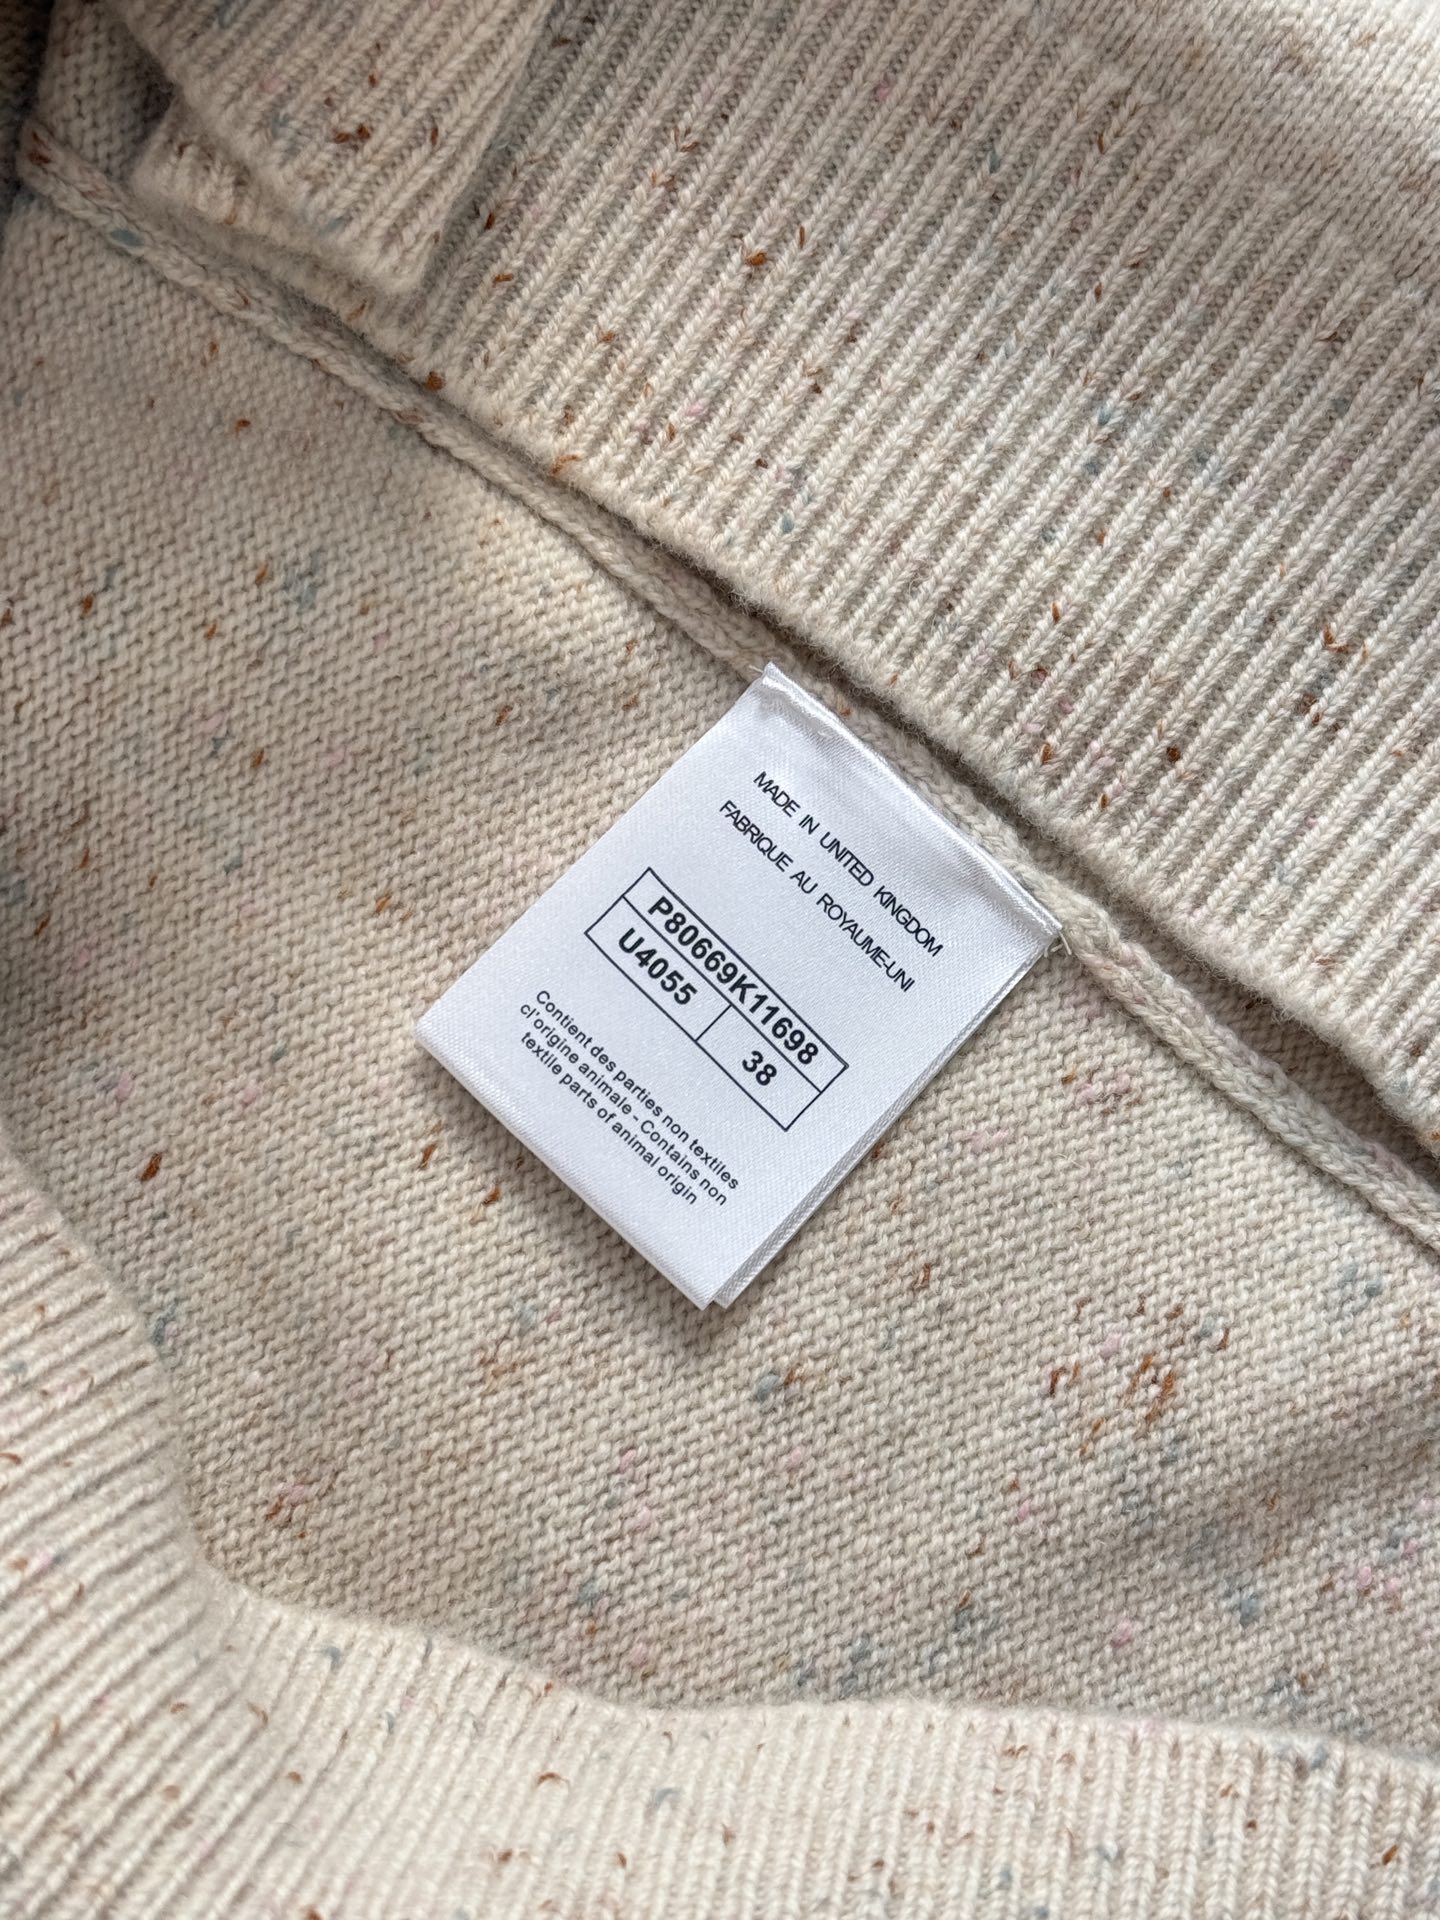 MADE IN UNITED KINGDOM
FABRIQUE AU ROYAUME-UNI
P80669K11698
U4055 38
Contient des parties non textiles
cl'origine animale - Contains non
textile parts of animal origin